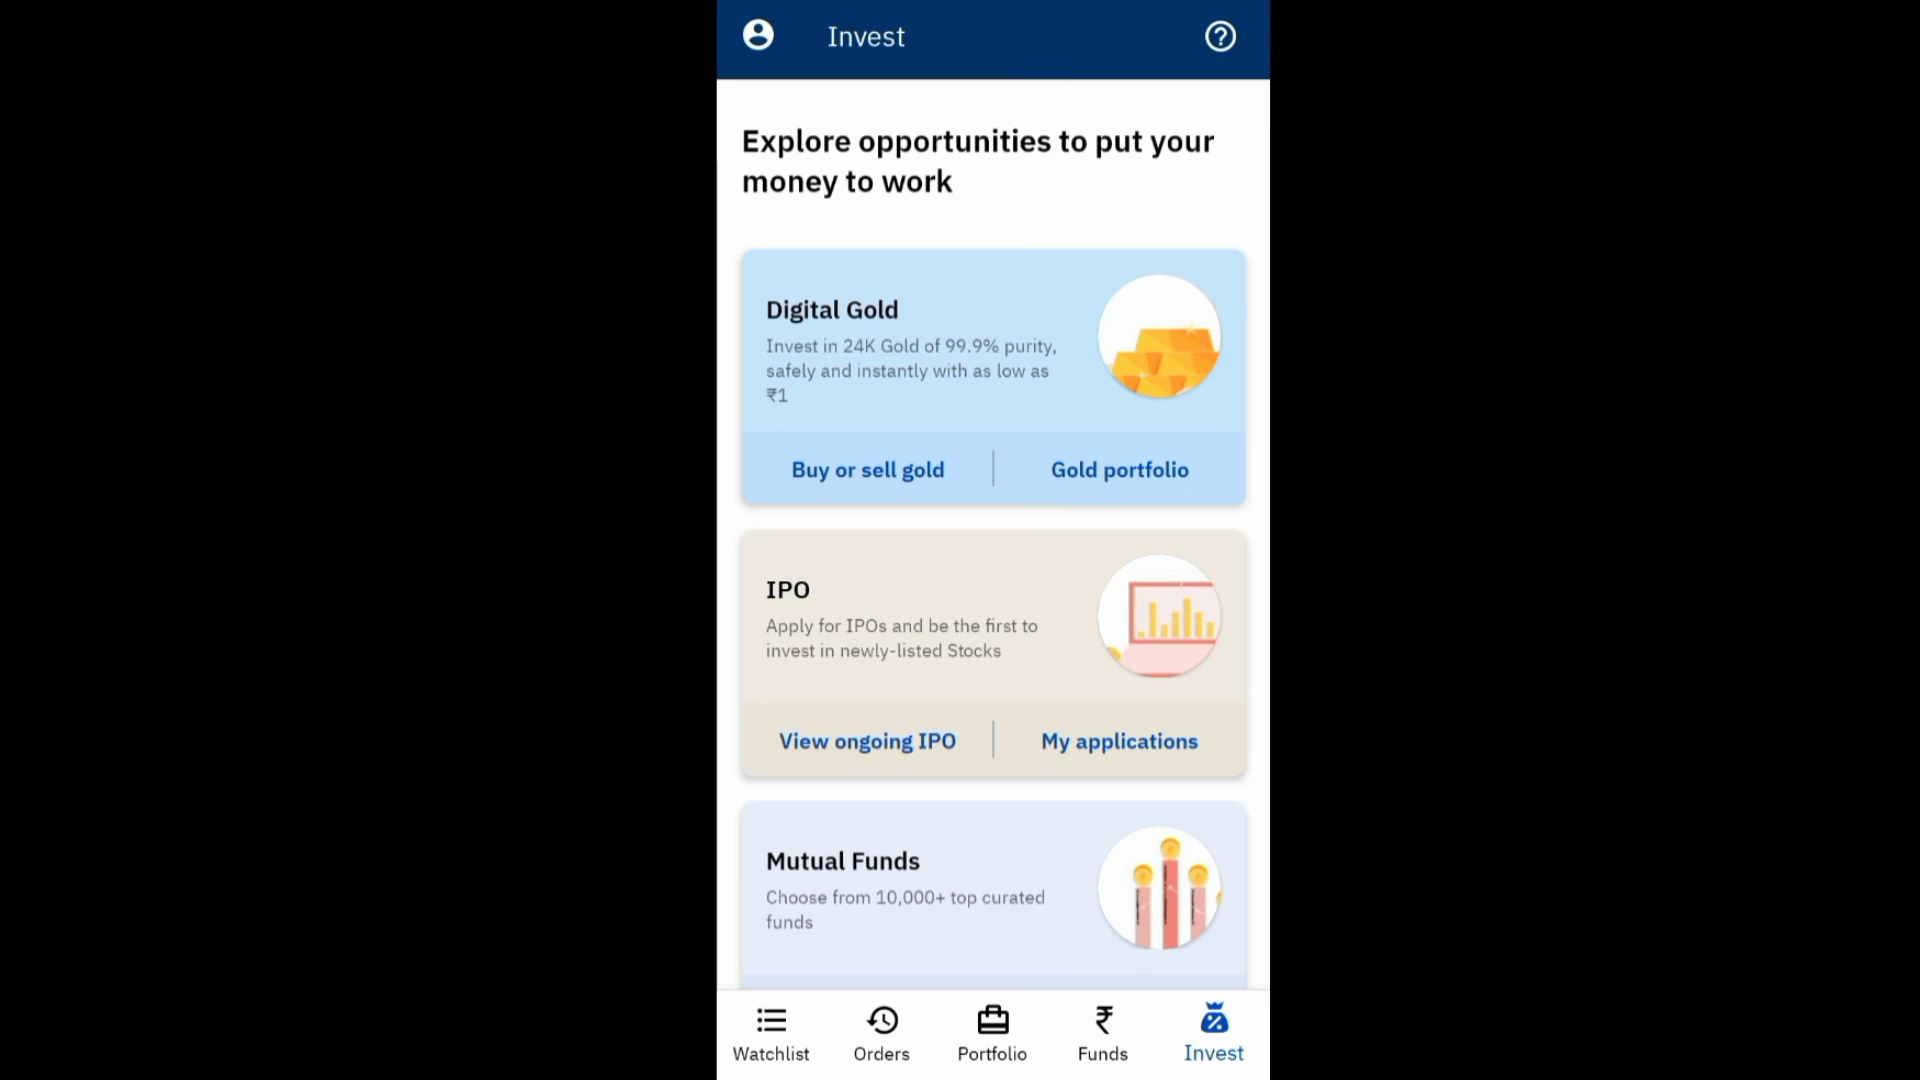 Invest
Explore opportunities to put your
money to work
Digital Gold
Invest in 24K Gold of 99.9% purity,
safely and instantly with as low as
₹1
Buy or sell gold
Gold portfolio
IPO
Apply for IPOs and be the first to
invest in newly-listed Stocks
View ongoing IPO
My applications
Mutual Funds
Choose from 10,000+ top curated
funds
Watchlist
Orders
Portfolio
Funds
Invest